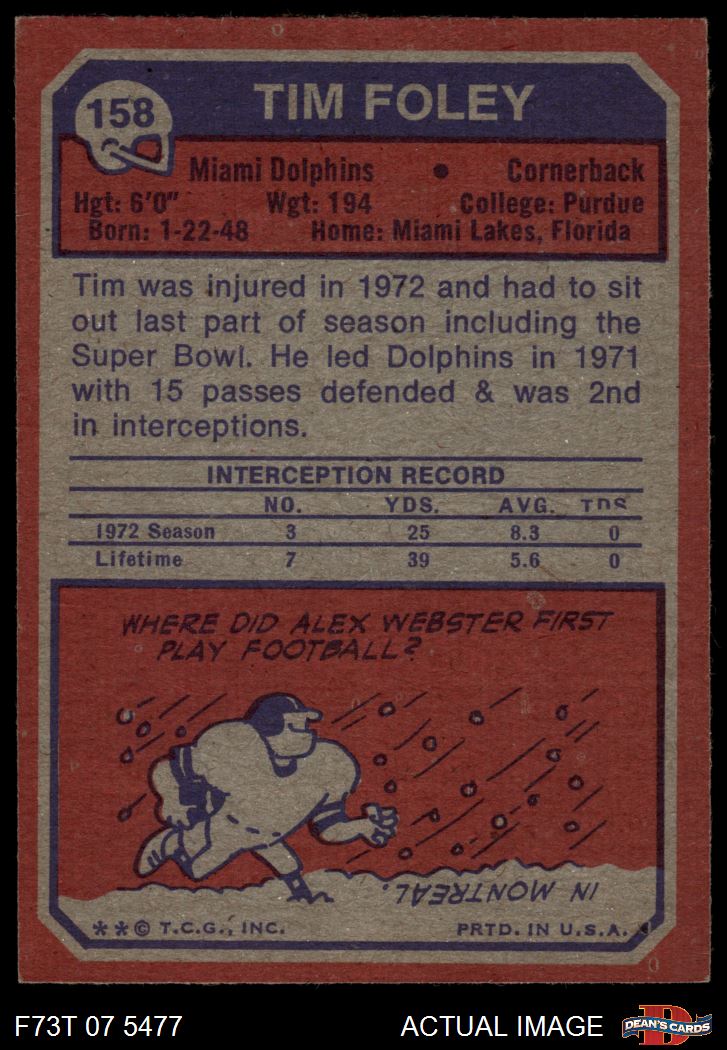 158
TIM FOLEY
Miami Dolphins • Cornerback
Hgt: 6'0" Wgt: 194 College: Purdue
Born: 1-22-48 Home: Miami Lakes, Florida
Tim was injured in 1972 and had to sit
out last part of season including the
Super Bowl. He led Dolphins in 1971
with 15 passes defended & was 2nd
in interceptions.
INTERCEPTION RECORD
NO. YDS. AVG. TDS
1972 Season 3 25 8.3 0
Lifetime 7 39 5.6 0
WHERE DID ALEX WEBSTER FIRST
PLAY FOOTBALL?
IN MONTREAL.
**© T.C.G., INC. PRTD. IN U.S.A.
F73T 07 5477 ACTUAL IMAGE
D
DEAN'S CARDS